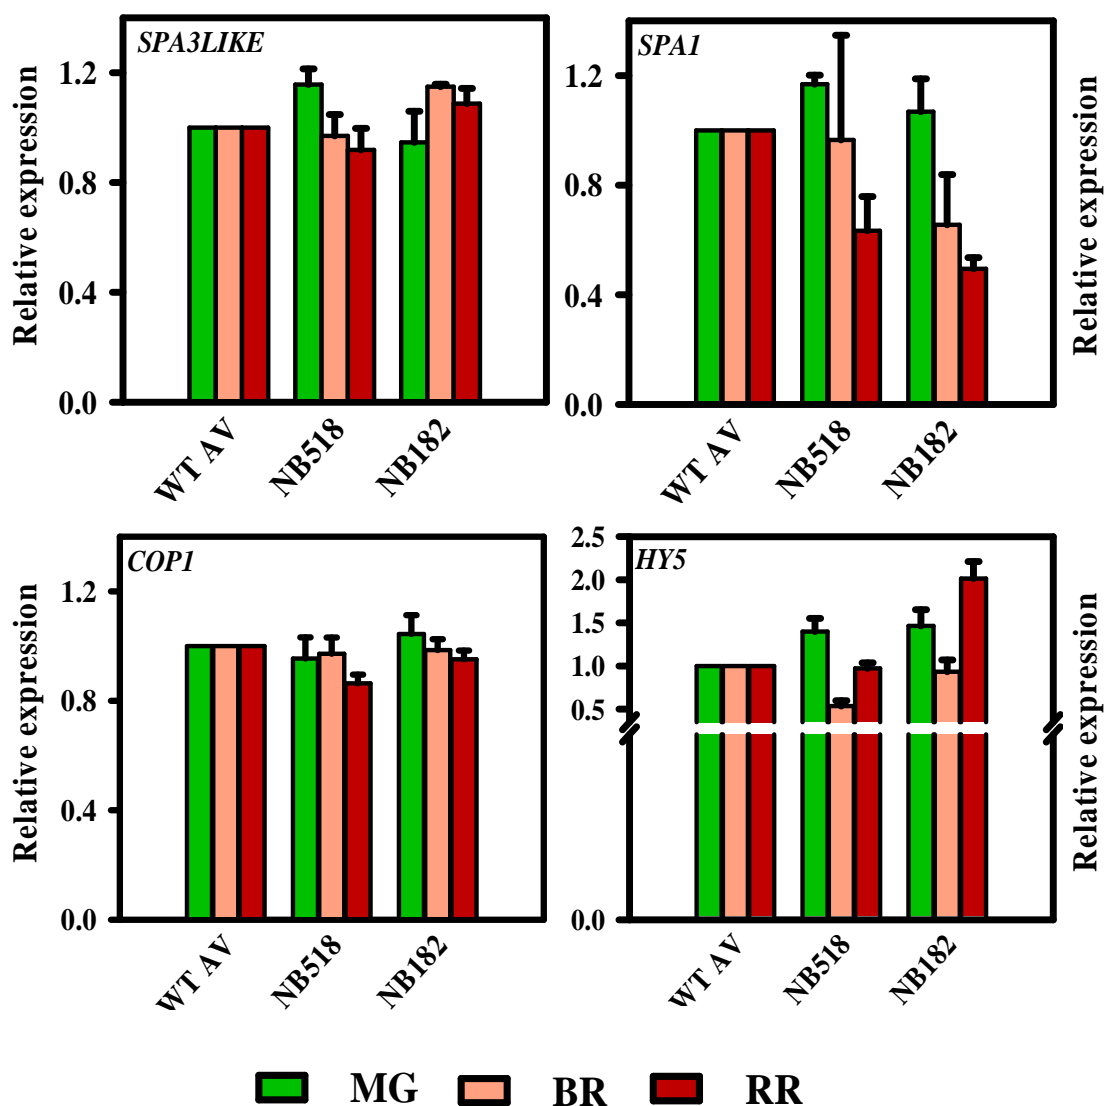 SPA3LIKE
Relative expression
1.2
0.8
0.4
0.0
WT AV
NB518
NB182
SPA1
Relative expression
1.2
0.8
0.4
0.0
WT AV
NB518
NB182
COP1
Relative expression
1.2
0.8
0.4
0.0
WT AV
NB518
NB182
HY5
Relative expression
2.5
2.0
1.5
1.0
0.5
0.0
WT AV
NB518
NB182
MG BR RR